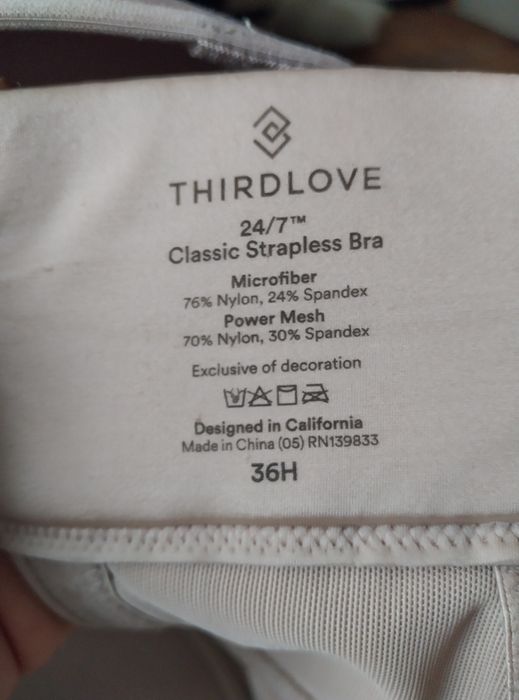 THIRDLOVE
24/7™
Classic Strapless Bra
Microfiber
76% Nylon, 24% Spandex
Power Mesh
70% Nylon, 30% Spandex
Exclusive of decoration
Designed in California
Made in China (05) RN139833
36H